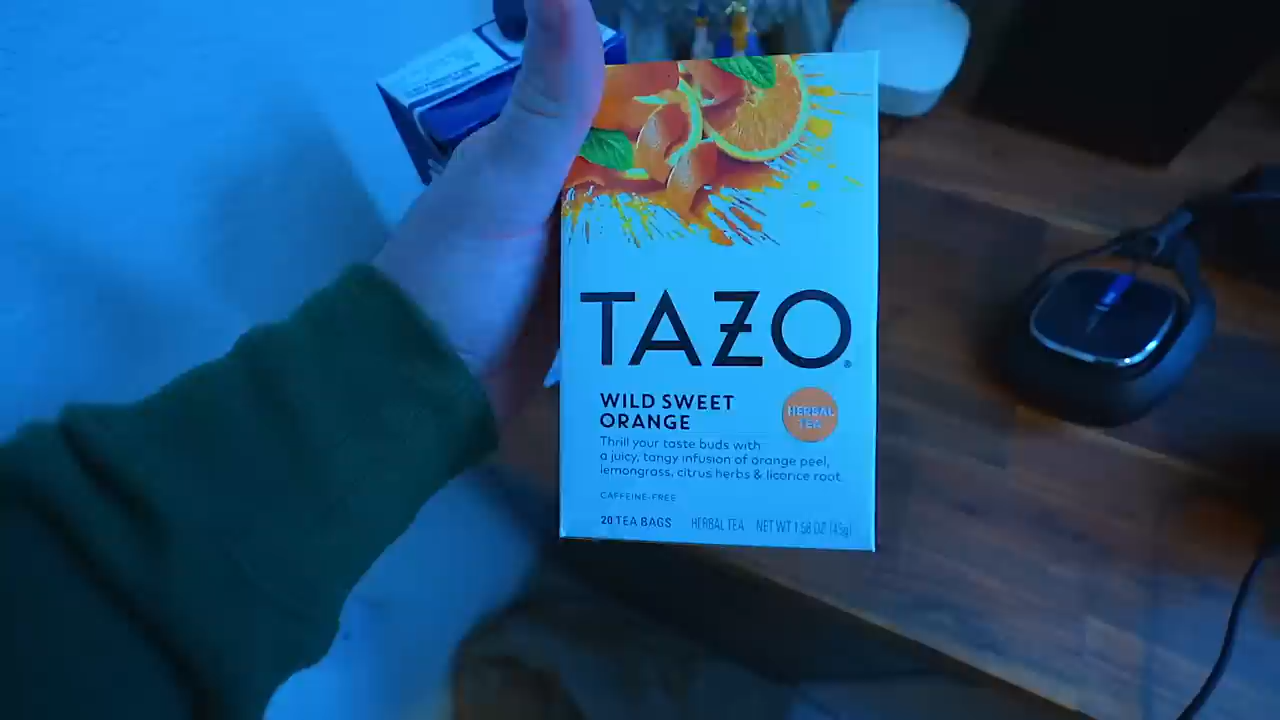 TAZO®
WILD SWEET
ORANGE
HERBAL
TEA
Thrill your taste buds with
a juicy, tangy infusion of orange peel,
lemongrass, citrus herbs & licorice root.
CAFFEINE-FREE
20 TEA BAGS HERBAL TEA NET WT 1.58 OZ (45g)